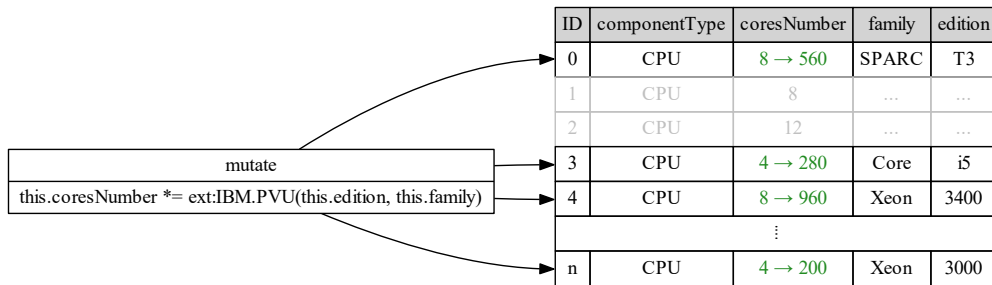 ID componentType coresNumber family edition
0 CPU 8 → 560 SPARC T3
1 CPU 8 ... ...
2 CPU 12 ... ...
mutate
3 CPU 4 → 280 Core i5
this.coresNumber *= ext:IBM.PVU(this.edition, this.family)
4 CPU 8 → 960 Xeon 3400
⋮
n CPU 4 → 200 Xeon 3000